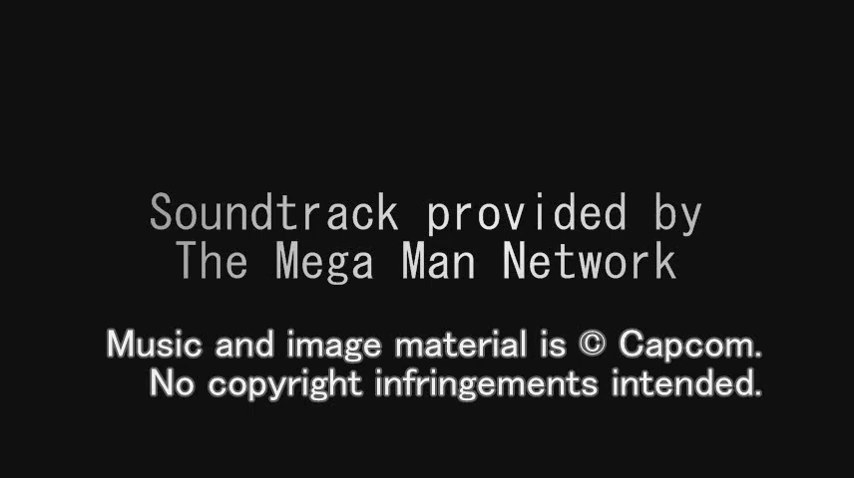 Soundtrack provided by
The Mega Man Network
Music and image material is © Capcom.
No copyright infringements intended.